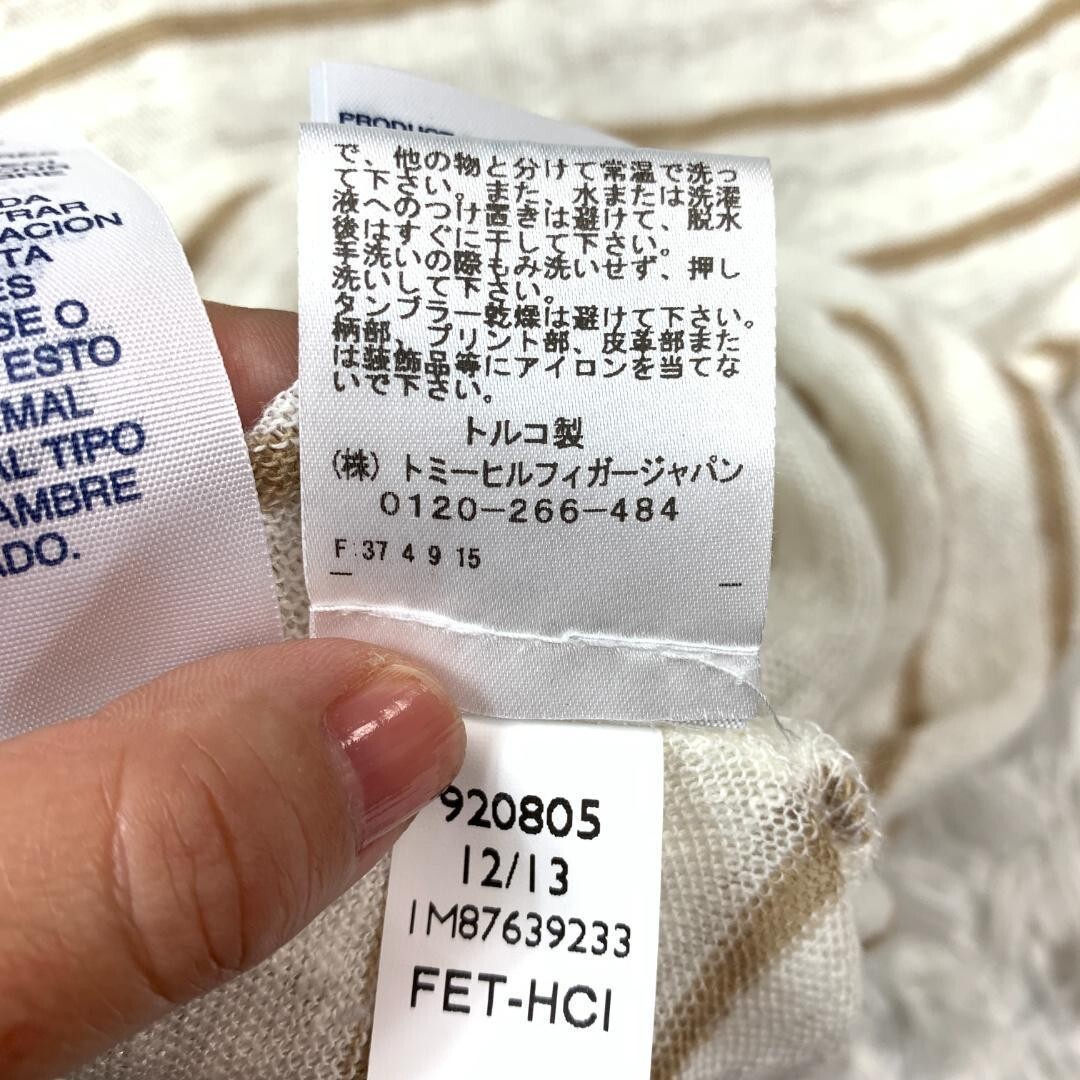 PRODUCT
で、他の物と分けて常温で洗っ
て下さい。また、水または洗濯
液へのつけ置きは避けて、脱水
後はすぐに干して下さい。
手洗いの際もみ洗いせず、押し
洗いして下さい。
タンブラー乾燥は避けて下さい。
柄部、プリント部、皮革部また
は装飾品等にアイロンを当てな
いで下さい。
トルコ製
(株) トミーヒルフィガージャパン
0120-266-484
F:37 4 9 15
DA
TRAR
ACION
TA
ES
SE O
ESTO
MAL
AL TIPO
AMBRE
ADO.
920805
12/13
1M87639233
FET-HCI